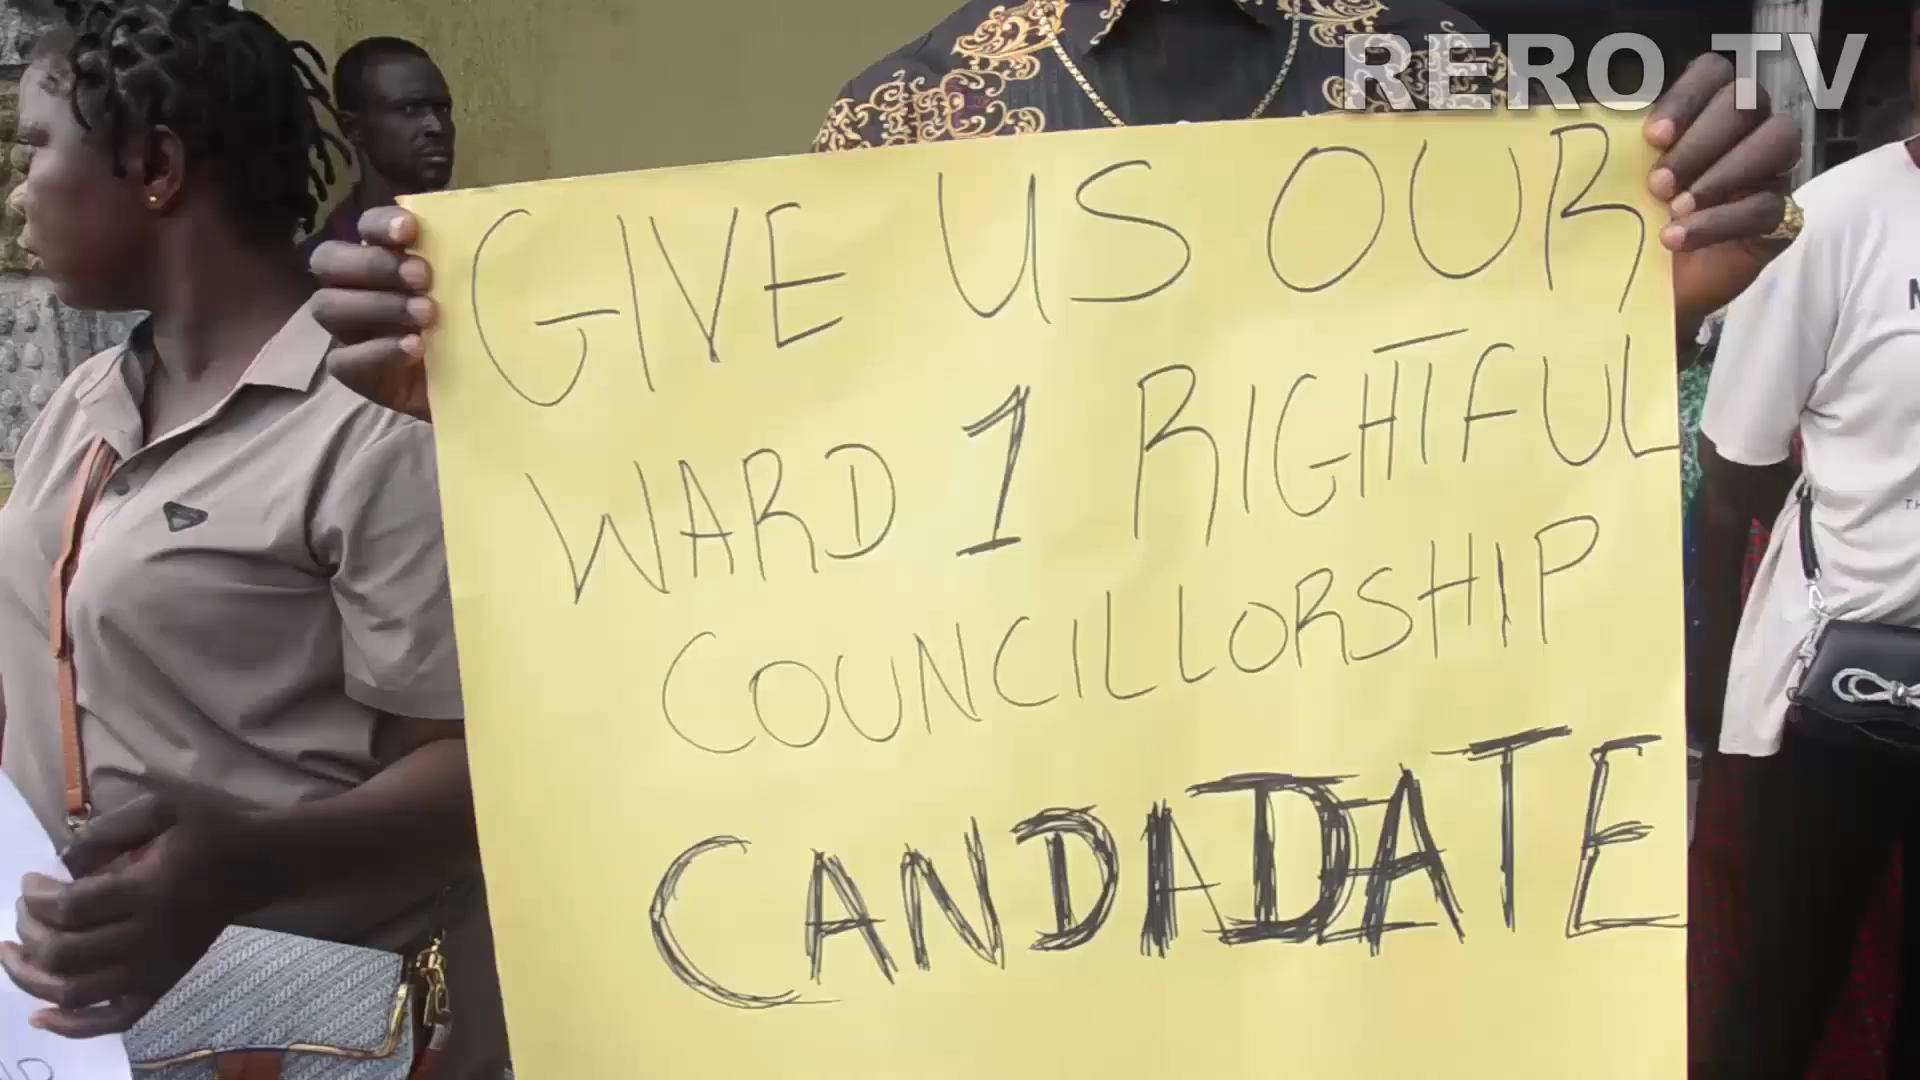 RERO TV
GIVE US OUR
WARD 1 RIGHTFUL
COUNCILLORSHIP
CANDIDATE